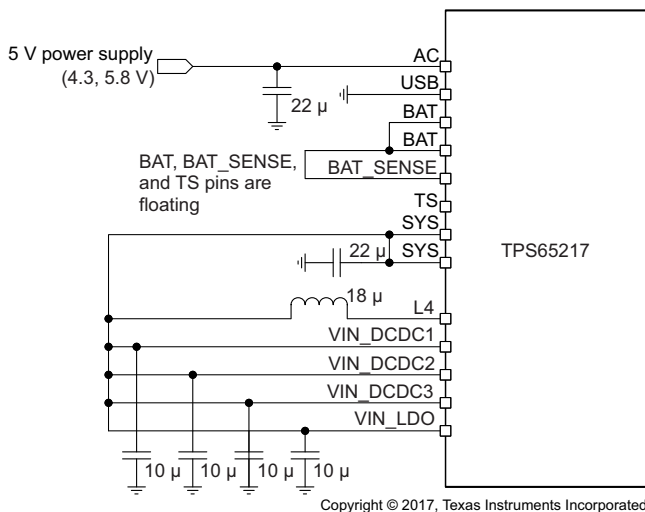 5 V power supply
(4.3, 5.8 V)
22 µ
AC
USB
BAT
BAT
BAT_SENSE
BAT, BAT_SENSE,
and TS pins are
floating
TS
SYS
SYS
22 µ
TPS65217
18 µ
L4
VIN_DCDC1
VIN_DCDC2
VIN_DCDC3
VIN_LDO
10 µ
10 µ
10 µ
10 µ
Copyright © 2017, Texas Instruments Incorporated